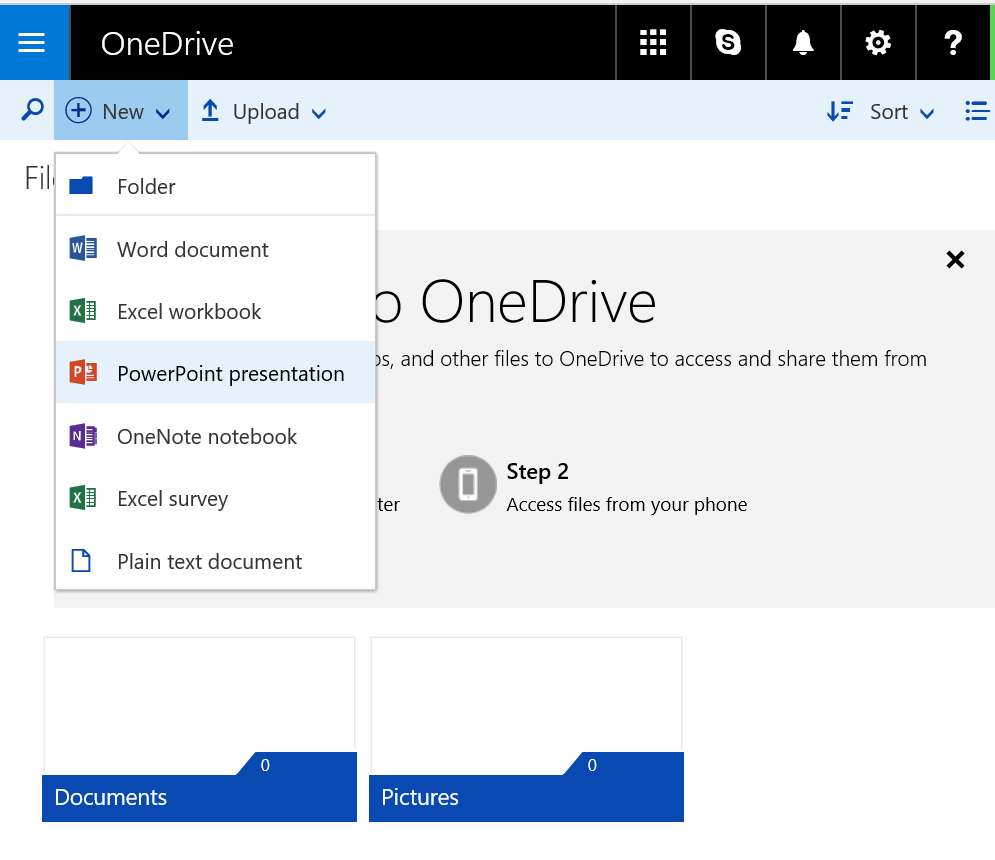 OneDrive
?
New
Upload
Sort
Folder
Word document
Excel workbook
PowerPoint presentation
OneNote notebook
Excel survey
Plain text document
OneDrive
and other files to OneDrive to access and share them from
Step 2
Access files from your phone
0
Documents
0
Pictures